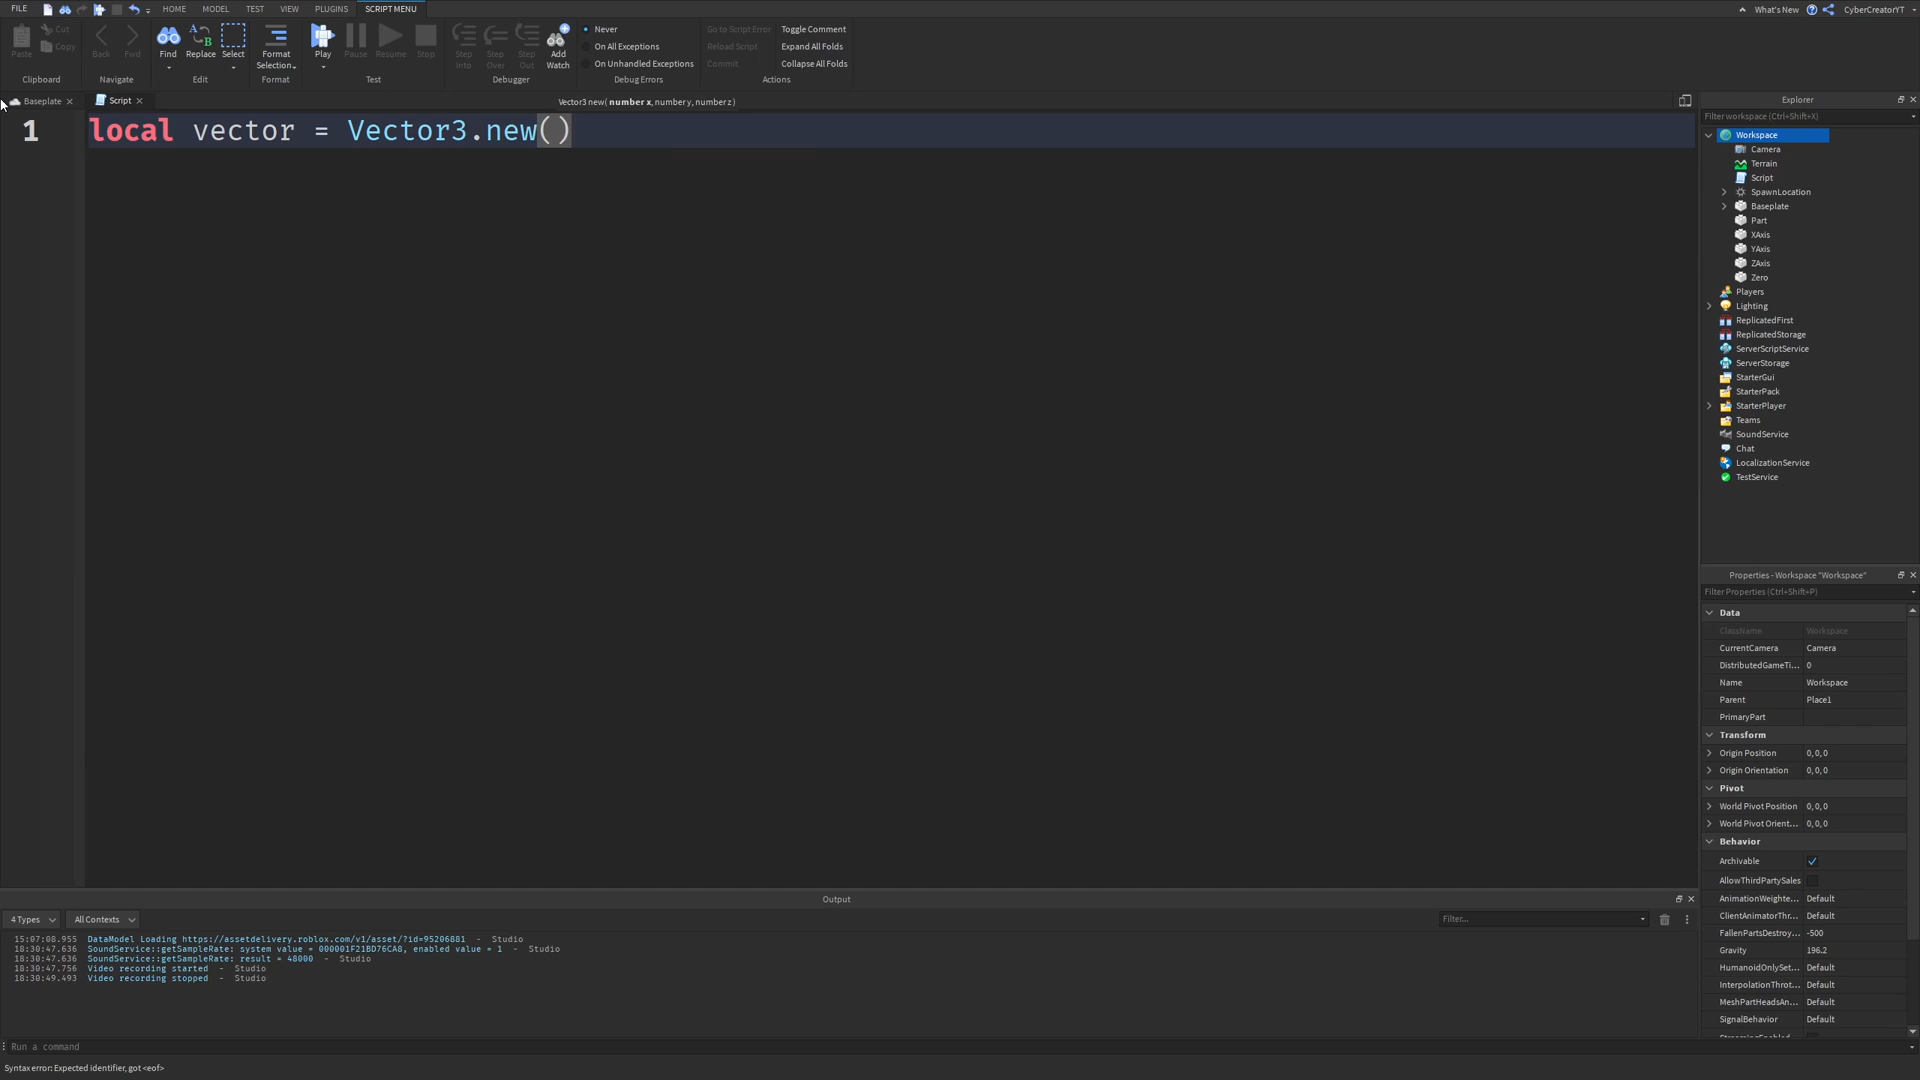 FILE
HOME
MODEL
TEST
VIEW
PLUGINS
SCRIPT MENU
What's New
CyberCreatorYT
Paste
Cut
Copy
Clipboard
Back
Find
Navigate
Find
Replace
Select
Edit
Format
Selection
Format
Play
Pause
Resume
Stop
Test
Step
Into
Step
Over
Step
Out
Add
Watch
Debugger
Never
On All Exceptions
On Unhandled Exceptions
Debug Errors
Go to Script Error
Reload Script
Commit
Toggle Comment
Expand All Folds
Collapse All Folds
Actions
Baseplate
Script
Vector3 new( number x, number y, number z )
1
local vector = Vector3.new()
Explorer
Filter workspace (Ctrl+Shift+X)
Workspace
Camera
Terrain
Script
SpawnLocation
Baseplate
Part
XAxis
YAxis
ZAxis
Zero
Players
Lighting
ReplicatedFirst
ReplicatedStorage
ServerScriptService
ServerStorage
StarterGui
StarterPack
StarterPlayer
Teams
SoundService
Chat
LocalizationService
TestService
Properties - Workspace "Workspace"
Filter Properties (Ctrl+Shift+P)
Data
ClassName Workspace
CurrentCamera Camera
DistributedGameTi... 0
Name Workspace
Parent Place1
PrimaryPart
Transform
Origin Position 0, 0, 0
Origin Orientation 0, 0, 0
Pivot
World Pivot Position 0, 0, 0
World Pivot Orient... 0, 0, 0
Behavior
Archivable
AllowThirdPartySales
AnimationWeighte... Default
ClientAnimatorThr... Default
FallenPartsDestroy... -500
Gravity 196.2
HumanoidOnlySet... Default
InterpolationThrot... Default
MeshPartHeadsAn... Default
SignalBehavior Default
Output
4 Types
All Contexts
Filter...
15:07:08.955 DataModel Loading https://assetdelivery.roblox.com/v1/asset/?id=95206881 - Studio
18:30:47.636 SoundService::getSampleRate: system value = 000001F21BD76CA8, enabled value = 1 - Studio
18:30:47.636 SoundService::getSampleRate: result = 48000 - Studio
18:30:47.756 Video recording started - Studio
18:30:49.493 Video recording stopped - Studio
Run a command
Syntax error: Expected identifier, got <eof>